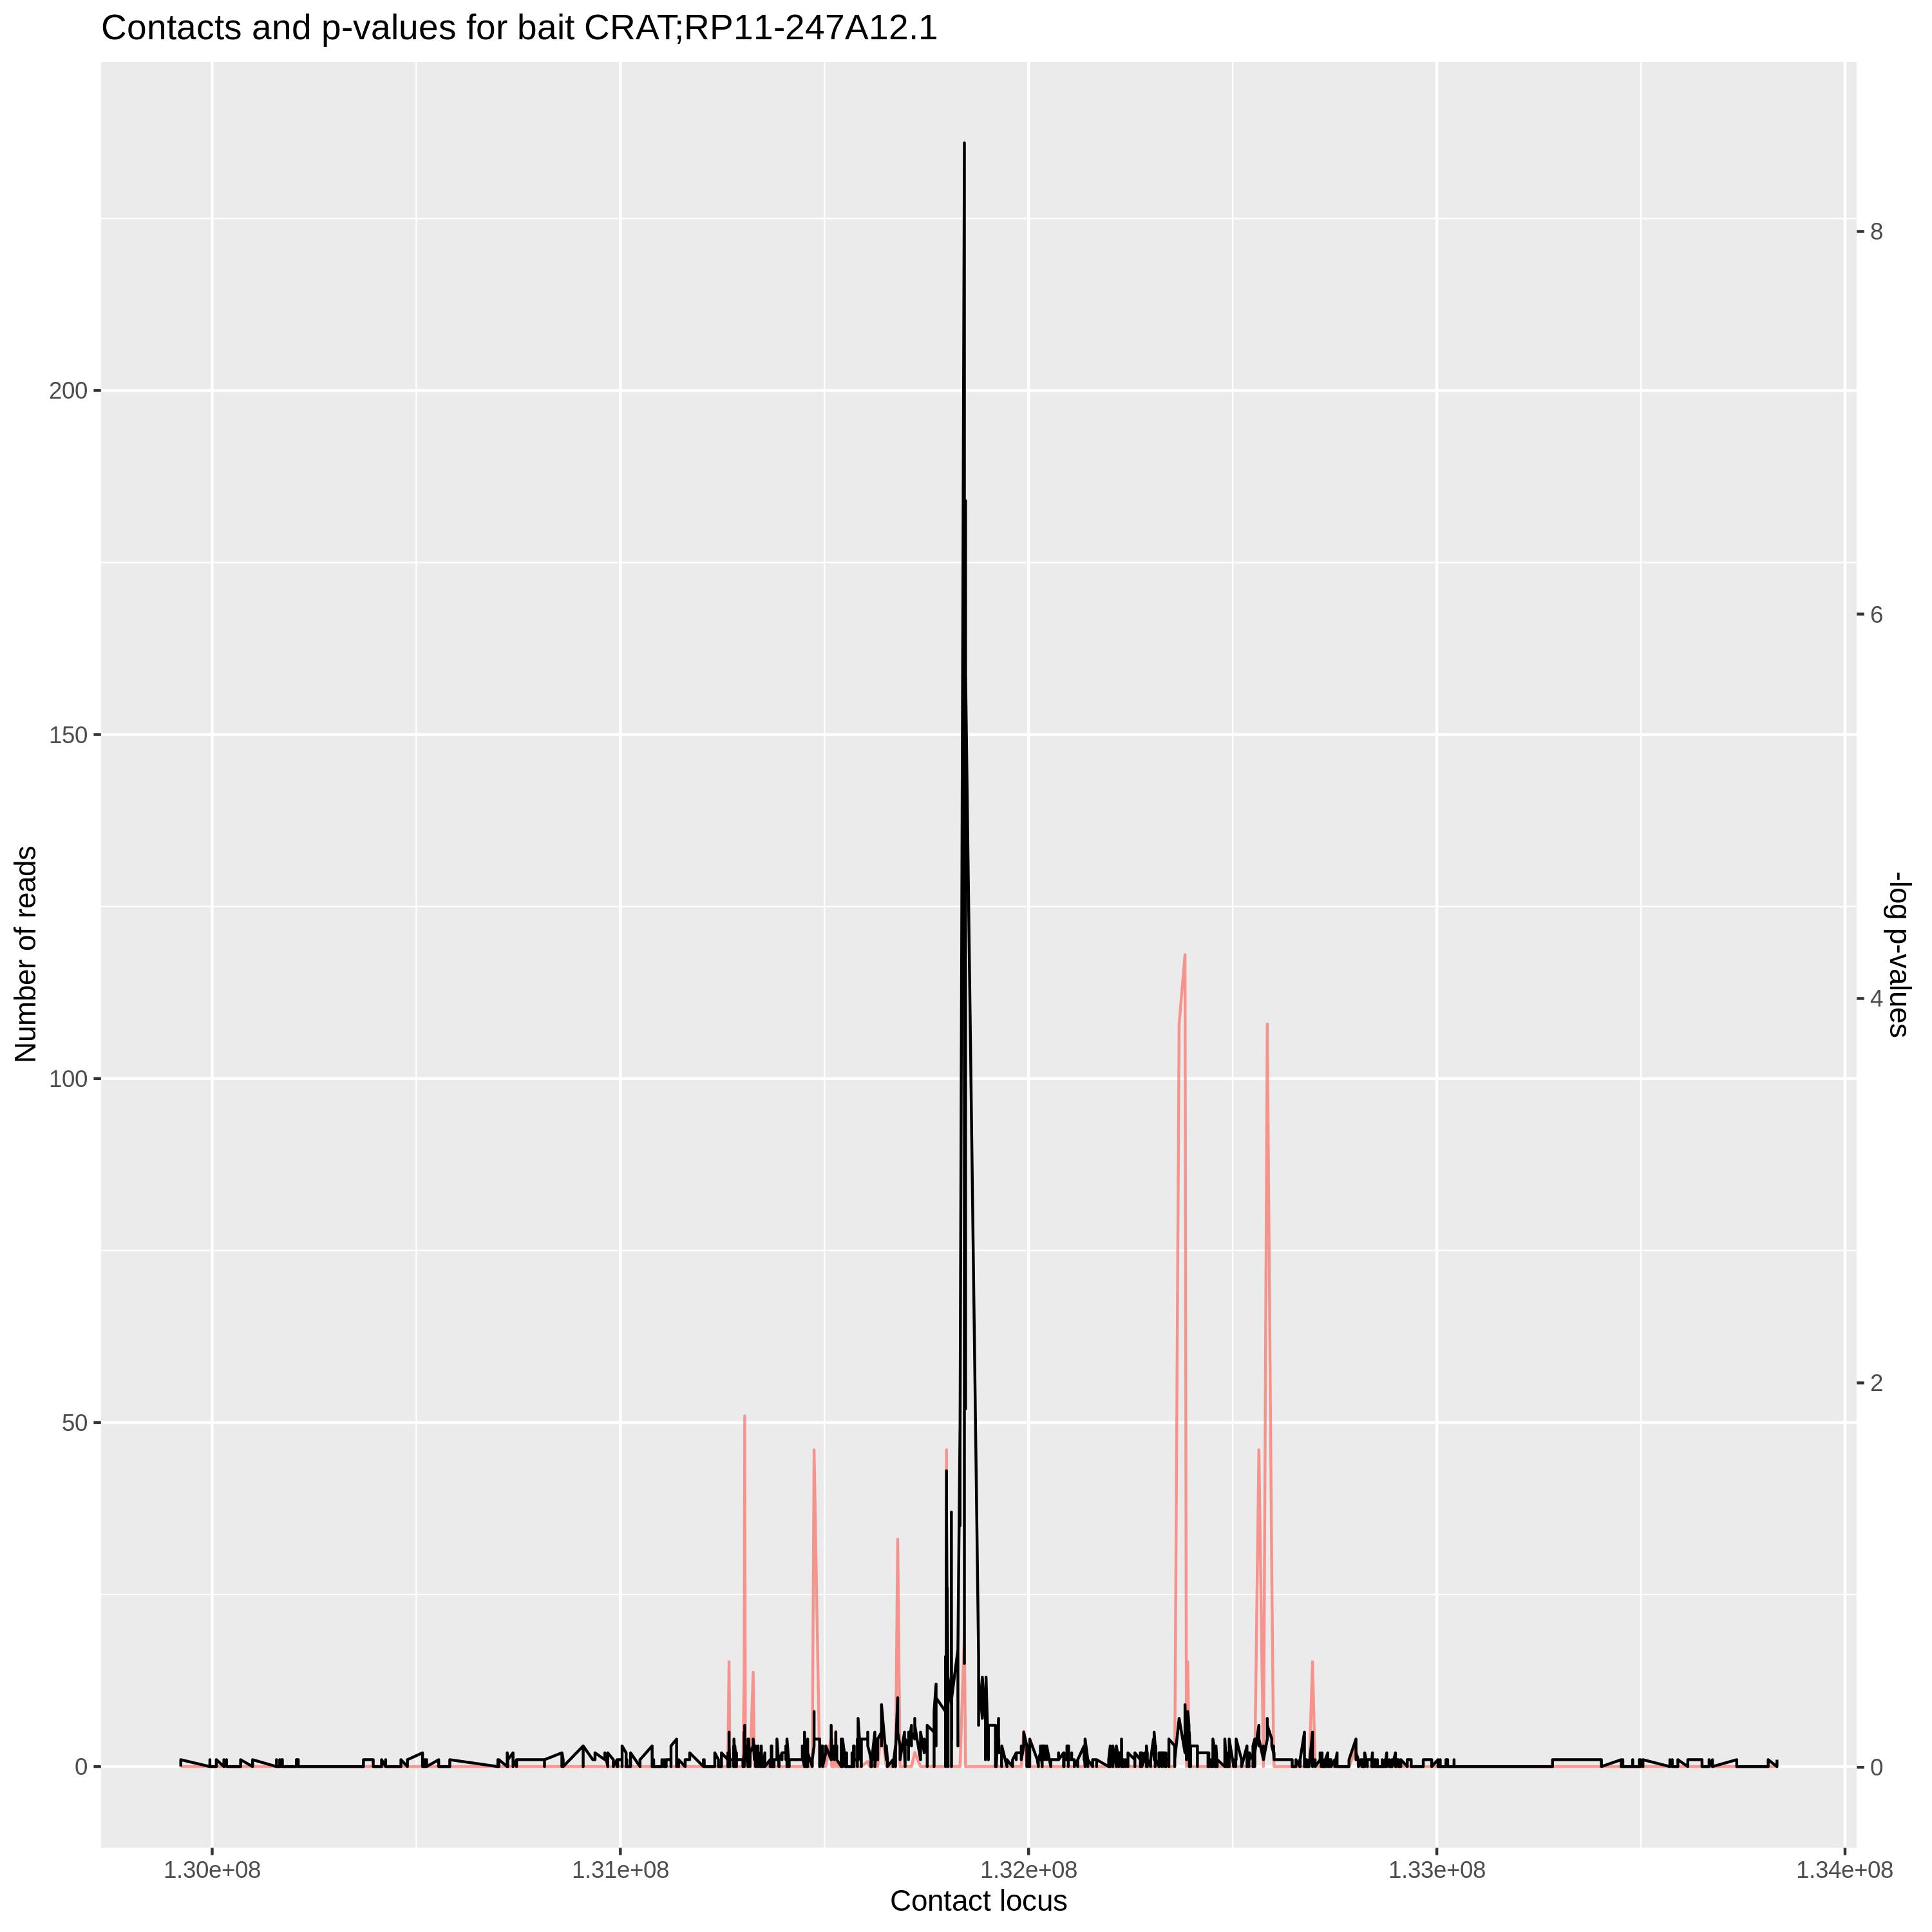 Contacts and p-values for bait CRAT;RP11-247A12.1
Number of reads
200
150
100
50
0
8
6
4
2
0
-log p-values
1.30e+08 1.31e+08 1.32e+08 1.33e+08 1.34e+08
Contact locus